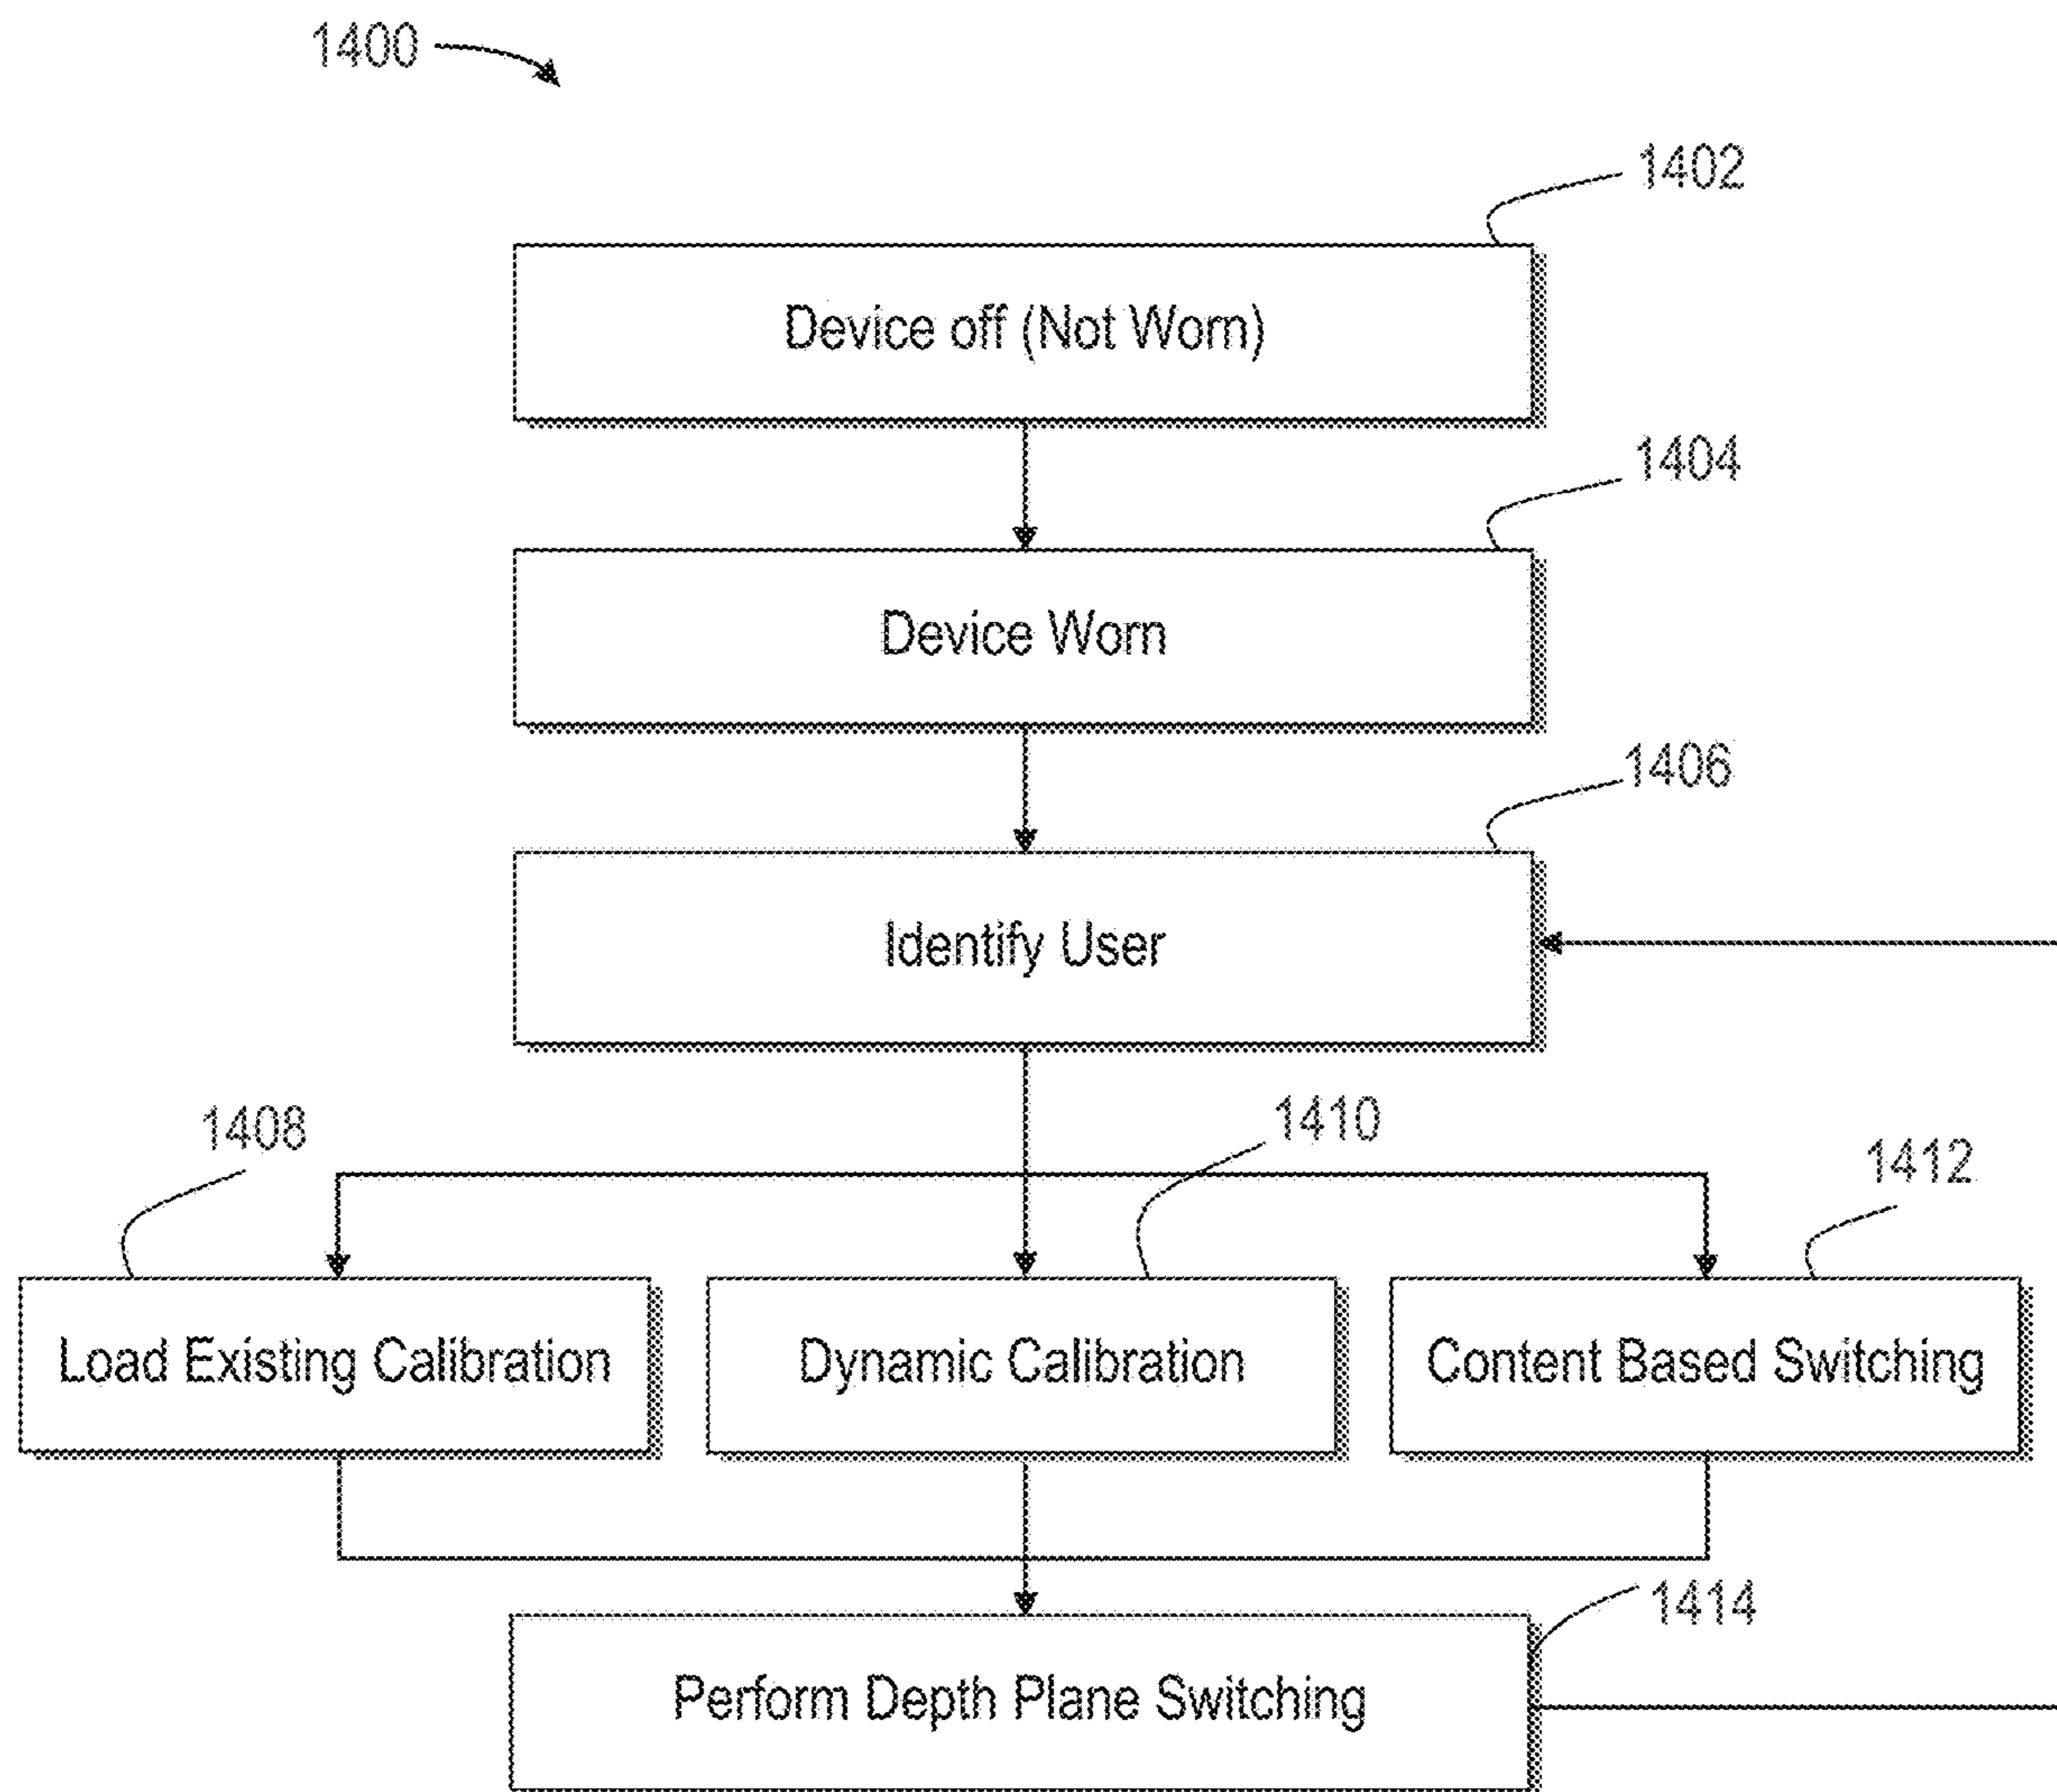 1400
1402
Device off (Not Worn)
1404
Device Worn
1406
Identify User
1408
1410
1412
Load Existing Calibration
Dynamic Calibration
Content Based Switching
1414
Perform Depth Plane Switching